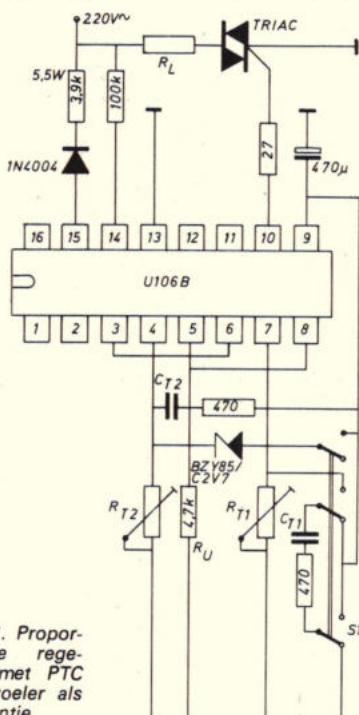 220V~
TRIAC
5,5W
3,9k
100k
R_L
27
470μ
1N4004
16 15 14 13 12 11 10 9
U106B
1 2 3 4 5 6 7 8
C_T2
470
BZY85/
C2V7
R_T2
4,7k
R_U
R_T1
C_T1
470
Propor-
rege-
met PTC
als